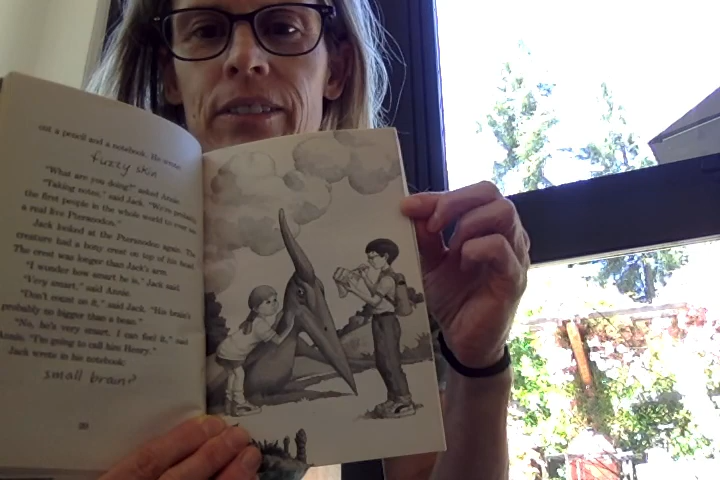 out a pencil and a notebook. He wrote:
fuzzy skin
"What are you doing?" asked Annie.
"Taking notes," said Jack. "We're probably
the first people in the whole world to ever see
a real live Pteranodon."
Jack looked at the Pteranodon again. The
creature had a bony crest on top of his head.
The crest was longer than Jack's arm.
"I wonder how smart he is," Jack said.
"Very smart," said Annie.
"Don't count on it," said Jack. "His brain's
probably no bigger than a bean."
"No, he's very smart. I can feel it," said
Annie. "I'm going to call him Henry."
Jack wrote in his notebook:
small brain?